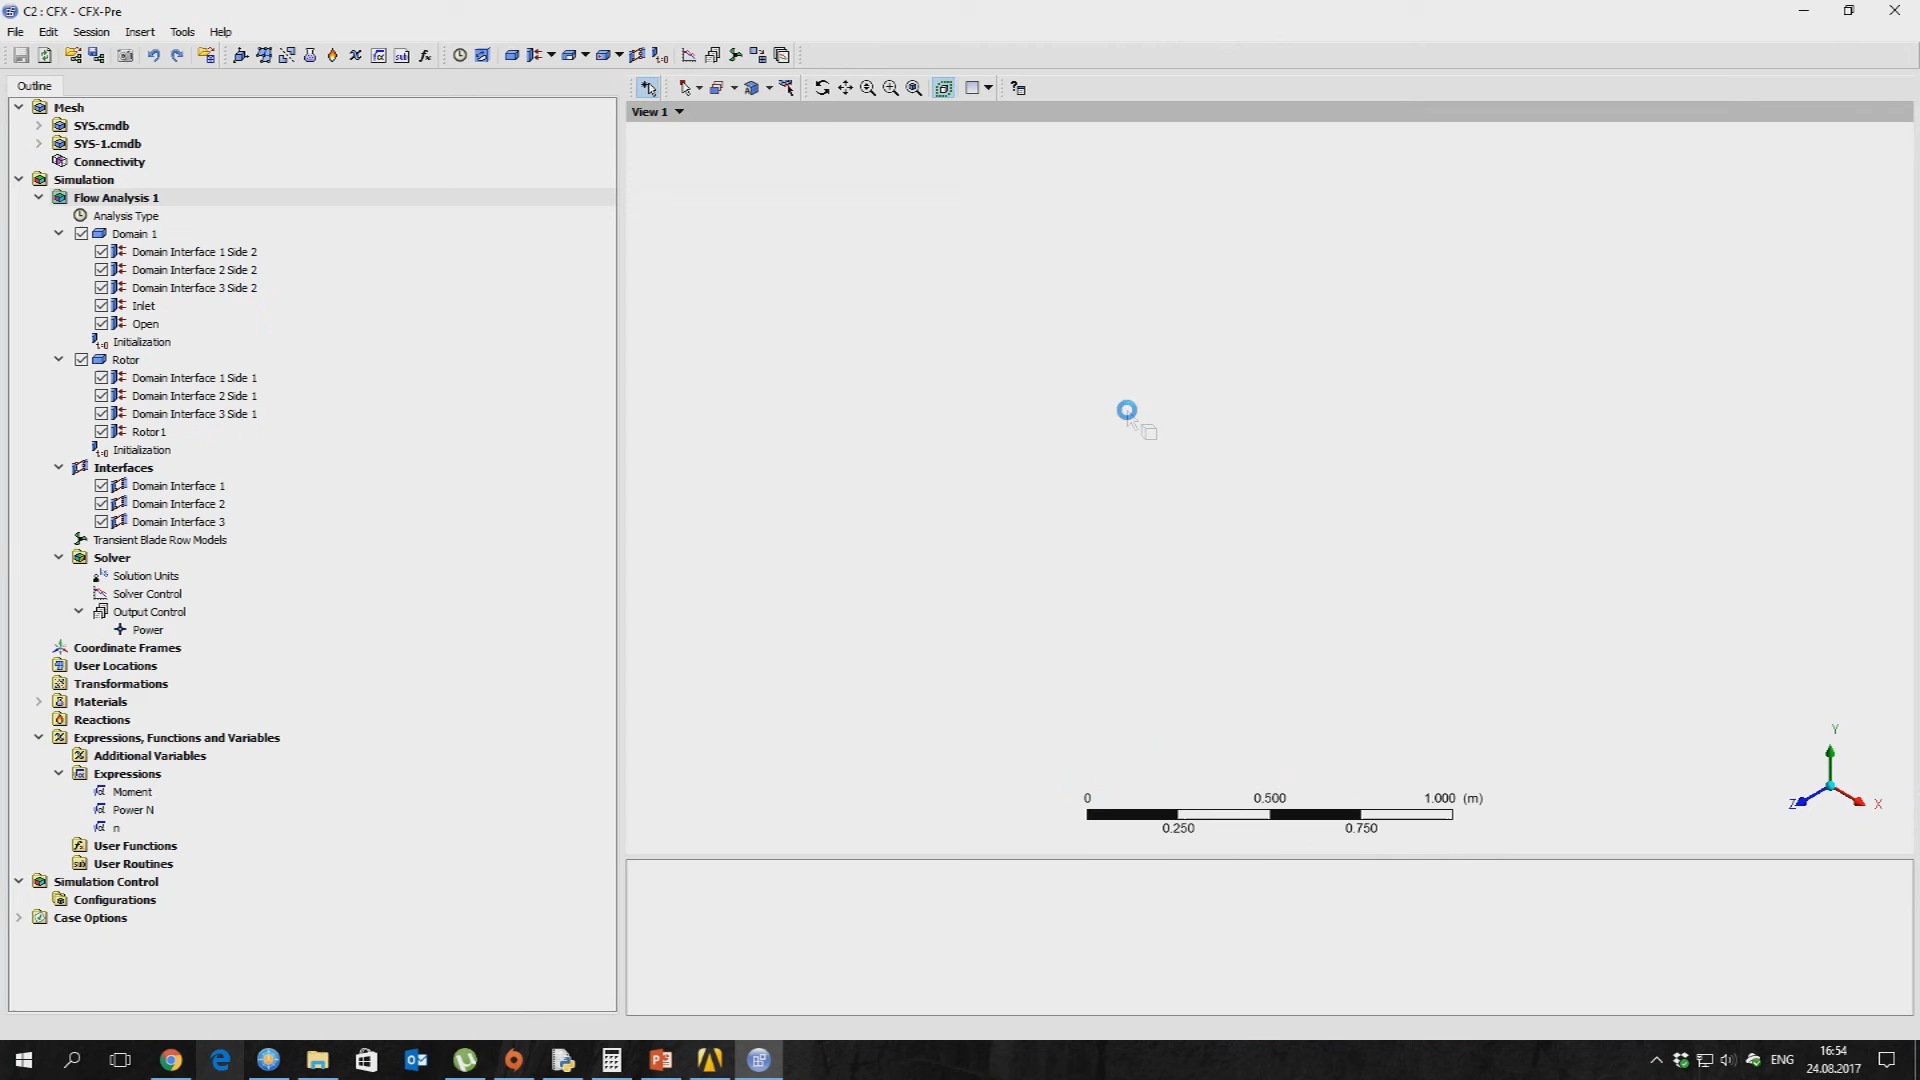 C2 : CFX - CFX-Pre
File Edit Session Insert Tools Help
Outline
Mesh
SYS.cmdb
SYS-1.cmdb
Connectivity
Simulation
Flow Analysis 1
Analysis Type
Domain 1
Domain Interface 1 Side 2
Domain Interface 2 Side 2
Domain Interface 3 Side 2
Inlet
Open
Initialization
Rotor
Domain Interface 1 Side 1
Domain Interface 2 Side 1
Domain Interface 3 Side 1
Rotor1
Initialization
Interfaces
Domain Interface 1
Domain Interface 2
Domain Interface 3
Transient Blade Row Models
Solver
Solution Units
Solver Control
Output Control
Power
Coordinate Frames
User Locations
Transformations
Materials
Reactions
Expressions, Functions and Variables
Additional Variables
Expressions
Moment
Power N
n
User Functions
User Routines
Simulation Control
Configurations
Case Options
View 1
0 0.500 1.000 (m)
0.250 0.750
Y
Z X
ENG
16:54
24.08.2017